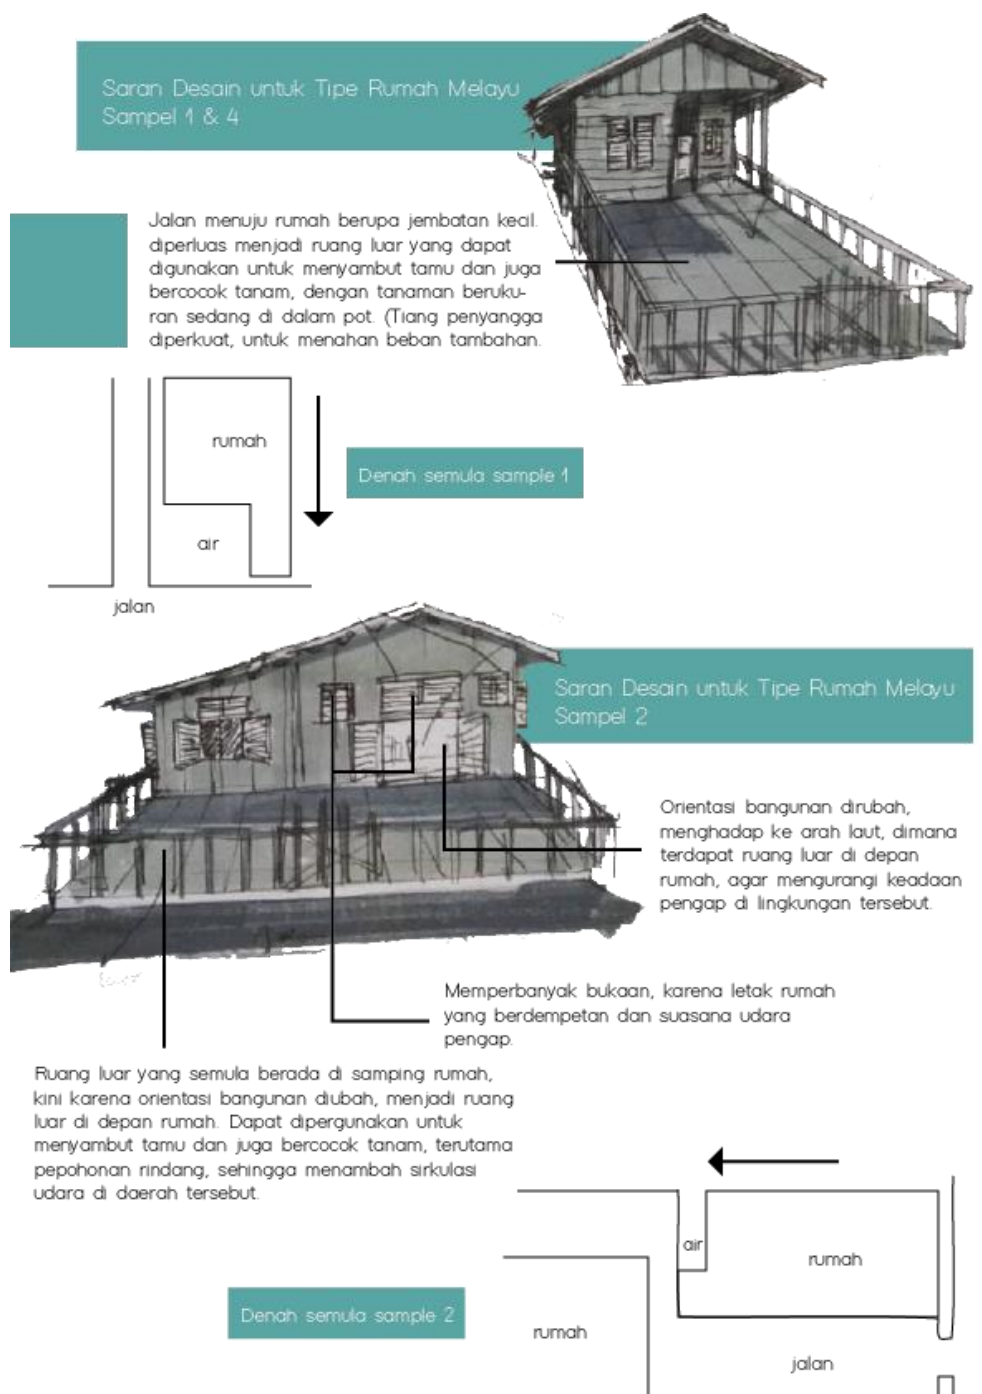 Saran Desain untuk Tipe Rumah Melayu
Sampel 1 & 4
Jalan menuju rumah berupa jembatan kecil.
diperluas menjadi ruang luar yang dapat
digunakan untuk menyambut tamu dan juga
bercocok tanam, dengan tanaman beruku-
ran sedang di dalam pot. (Tiang penyangga
diperkuat, untuk menahan beban tambahan.
rumah
Denah semula sample 1
air
jalan
Saran Desain untuk Tipe Rumah Melayu
Sampel 2
Orientasi bangunan dirubah,
menghadap ke arah laut, dimana
terdapat ruang luar di depan
rumah, agar mengurangi keadaan
pengap di lingkungan tersebut.
Memperbanyak bukaan, karena letak rumah
yang berdempetan dan suasana udara
pengap.
Ruang luar yang semula berada di samping rumah,
kini karena orientasi bangunan diubah, menjadi ruang
luar di depan rumah. Dapat dipergunakan untuk
menyambut tamu dan juga bercocok tanam, terutama
pepohonan rindang, sehingga menambah sirkulasi
udara di daerah tersebut.
air
rumah
Denah semula sample 2
rumah
jalan